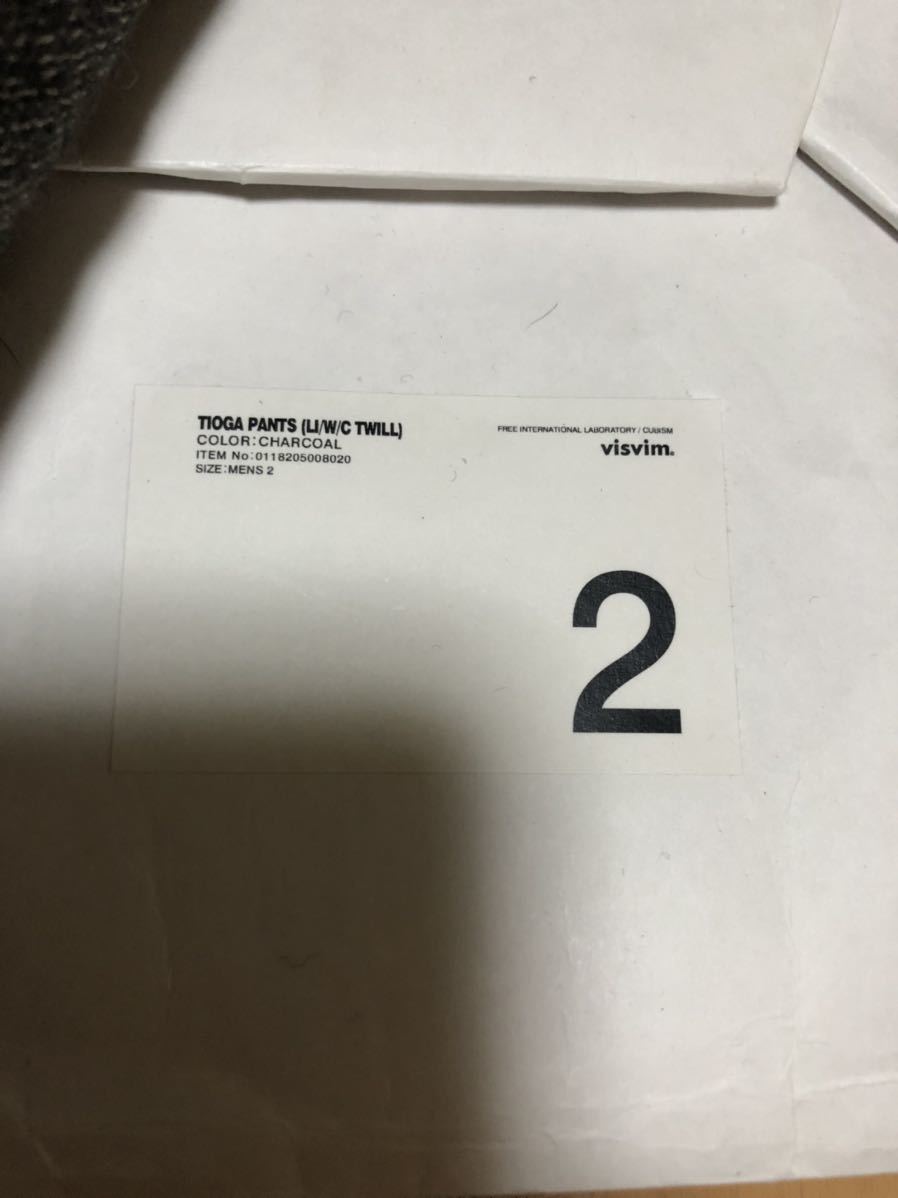 TIOGA PANTS (LI/W/C TWILL)
COLOR:CHARCOAL
ITEM No:0118205008020
SIZE:MENS 2
FREE INTERNATIONAL LABORATORY / CUBISM
visvim.
2